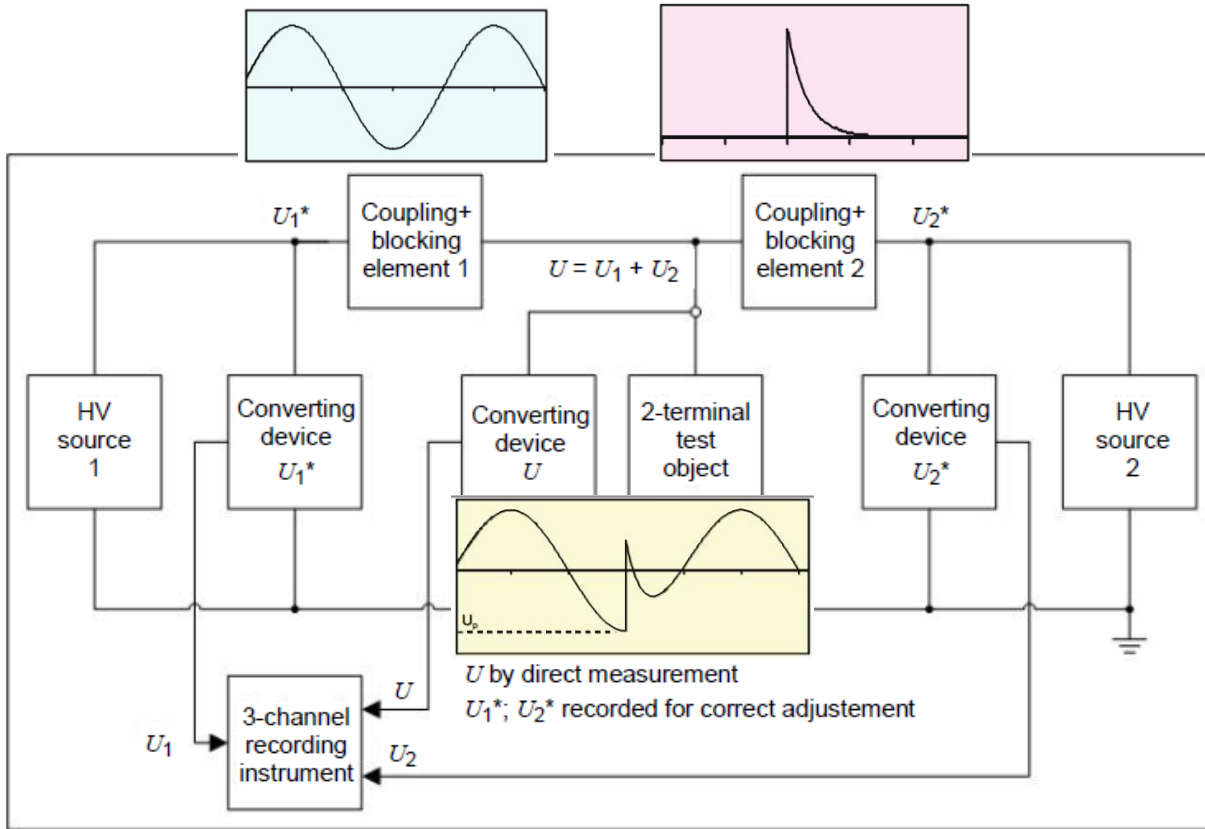 U1*
Coupling+
blocking
element 1
U = U1 + U2
Coupling+
blocking
element 2
U2*
HV
source
1
Converting
device
U1*
Converting
device
U
2-terminal
test
object
Converting
device
U2*
HV
source
2
Up
U by direct measurement
U1*; U2* recorded for correct adjustement
U
U1
3-channel
recording
instrument
U2